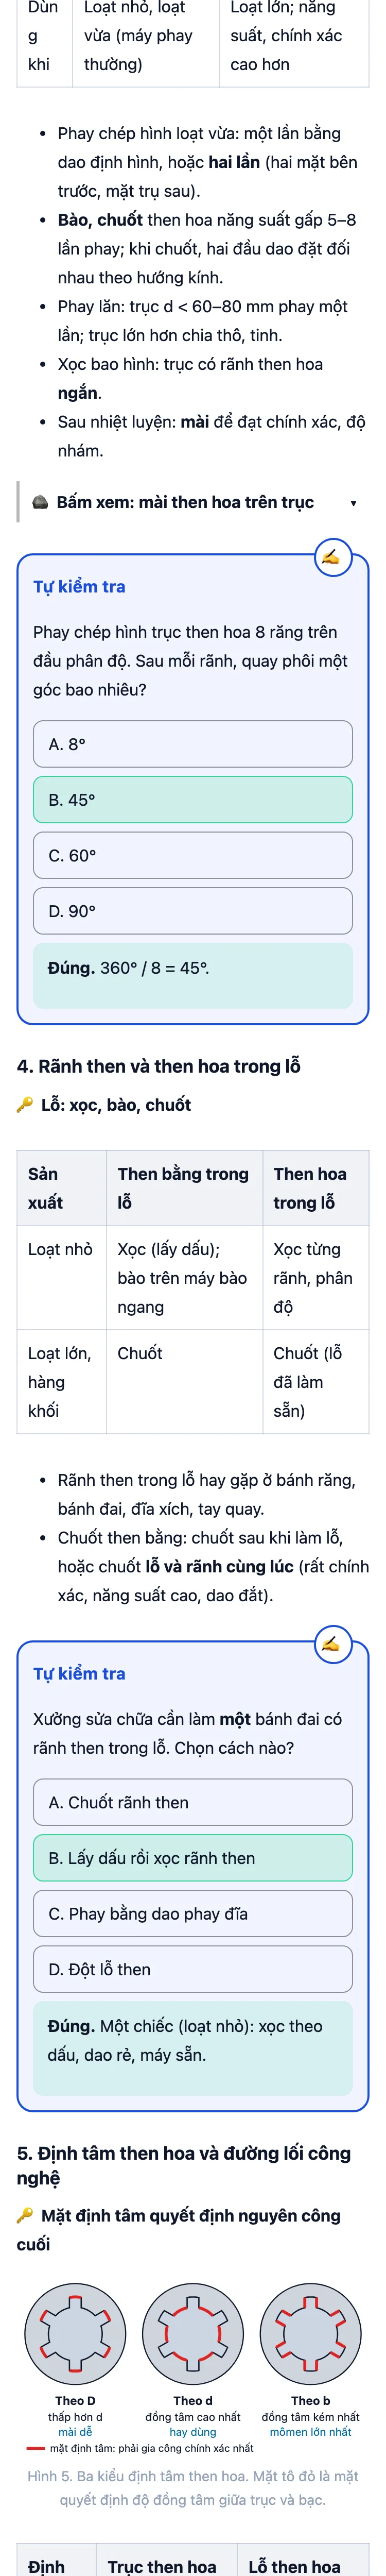 Dùn
g
khi
Loạt nhỏ, loạt
vừa (máy phay
thường)
Loạt lớn; năng
suất, chính xác
cao hơn
• Phay chép hình loạt vừa: một lần bằng
dao định hình, hoặc hai lần (hai mặt bên
trước, mặt trụ sau).
• Bào, chuốt then hoa năng suất gấp 5–8
lần phay; khi chuốt, hai đầu dao đặt đối
nhau theo hướng kính.
• Phay lăn: trục d < 60–80 mm phay một
lần; trục lớn hơn chia thô, tinh.
• Xọc bao hình: trục có rãnh then hoa
ngắn.
• Sau nhiệt luyện: mài để đạt chính xác, độ
nhám.
Bấm xem: mài then hoa trên trục ▼
Tự kiểm tra
Phay chép hình trục then hoa 8 răng trên
đầu phân độ. Sau mỗi rãnh, quay phôi một
góc bao nhiêu?
A. 8°
B. 45°
C. 60°
D. 90°
Đúng. 360° / 8 = 45°.
4. Rãnh then và then hoa trong lỗ
🔑 Lỗ: xọc, bào, chuốt
Sản
xuất
Then bằng trong
lỗ
Then hoa
trong lỗ
Loạt nhỏ
Xọc (lấy dấu);
bào trên máy bào
ngang
Xọc từng
rãnh, phân
độ
Loạt lớn,
hàng
khối
Chuốt
Chuốt (lỗ
đã làm
sẵn)
• Rãnh then trong lỗ hay gặp ở bánh răng,
bánh đai, đĩa xích, tay quay.
• Chuốt then bằng: chuốt sau khi làm lỗ,
hoặc chuốt lỗ và rãnh cùng lúc (rất chính
xác, năng suất cao, dao đắt).
Tự kiểm tra
Xưởng sửa chữa cần làm một bánh đai có
rãnh then trong lỗ. Chọn cách nào?
A. Chuốt rãnh then
B. Lấy dấu rồi xọc rãnh then
C. Phay bằng dao phay đĩa
D. Đột lỗ then
Đúng. Một chiếc (loạt nhỏ): xọc theo
dấu, dao rẻ, máy sẵn.
5. Định tâm then hoa và đường lối công
nghệ
🔑 Mặt định tâm quyết định nguyên công
cuối
Theo D
thấp hơn d
mài dễ
Theo d
đồng tâm cao nhất
hay dùng
Theo b
đồng tâm kém nhất
mômen lớn nhất
mặt định tâm: phải gia công chính xác nhất
Hình 5. Ba kiểu định tâm then hoa. Mặt tô đỏ là mặt
quyết định độ đồng tâm giữa trục và bạc.
Định
Trục then hoa
Lỗ then hoa